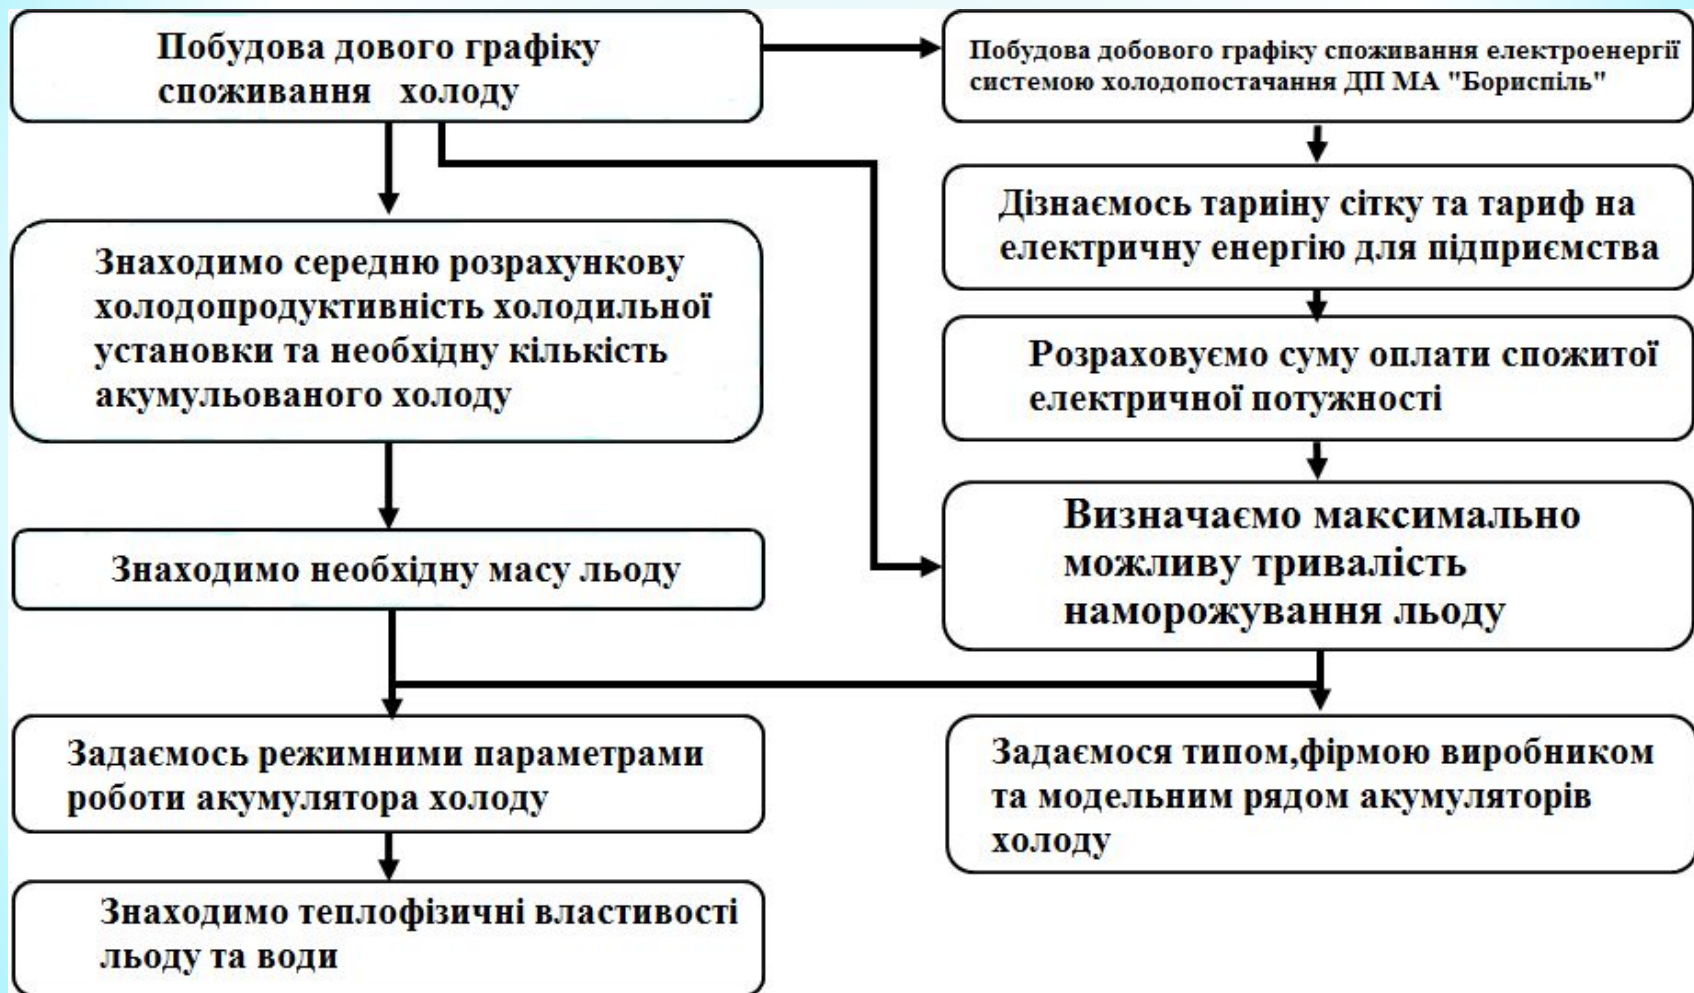 Побудова дового графіку
споживання холоду
Побудова добового графіку споживання електроенергії
системою холодопостачання ДП МА "Бориспіль"
Дізнаємось тариіну сітку та тариф на
електричну енергію для підприємства
Знаходимо середню розрахункову
холодопродуктивність холодильної
установки та необхідну кількість
акумульованого холоду
Розраховуємо суму оплати спожитої
електричної потужності
Визначаємо максимально
можливу тривалість
наморожування льоду
Знаходимо необхідну масу льоду
Задаємось режимними параметрами
роботи акумулятора холоду
Задаємося типом,фірмою виробником
та модельним рядом акумуляторів
холоду
Знаходимо теплофізичні властивості
льоду та води